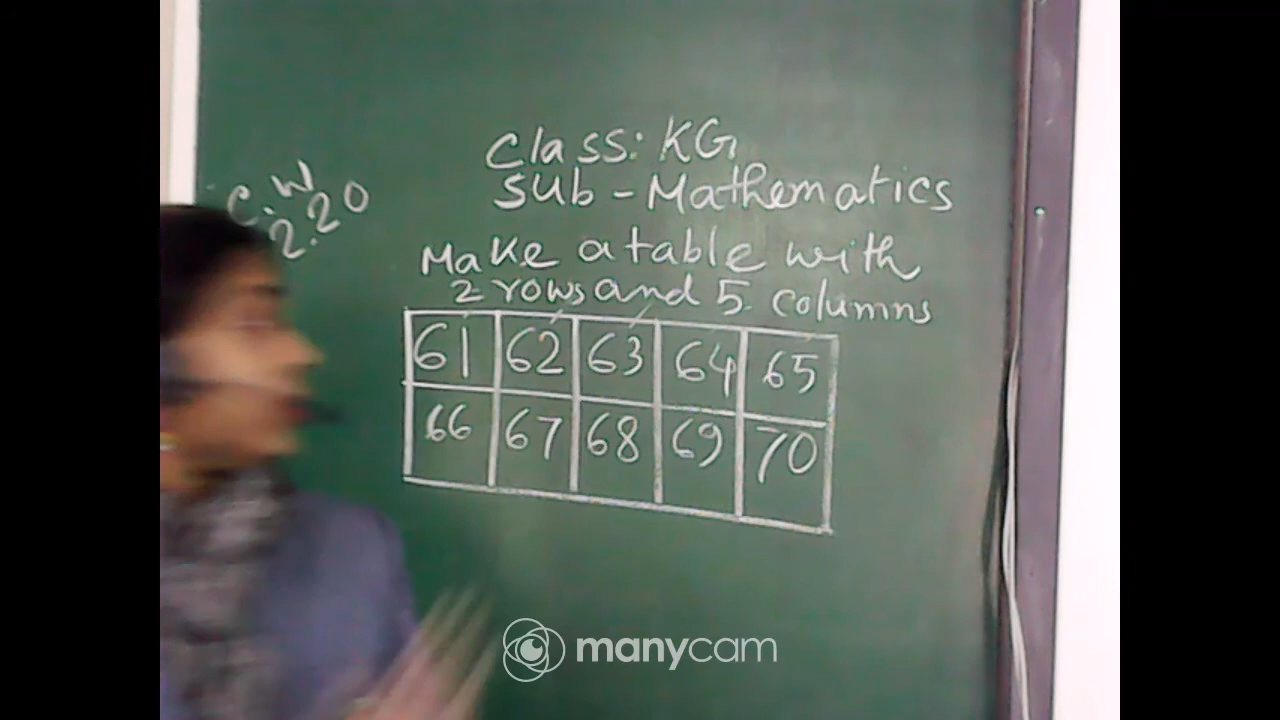 C.W
2.20
Class: KG
Sub - Mathematics
Make a table with
2 rows and 5 columns
61 62 63 64 65
66 67 68 69 70
manycam